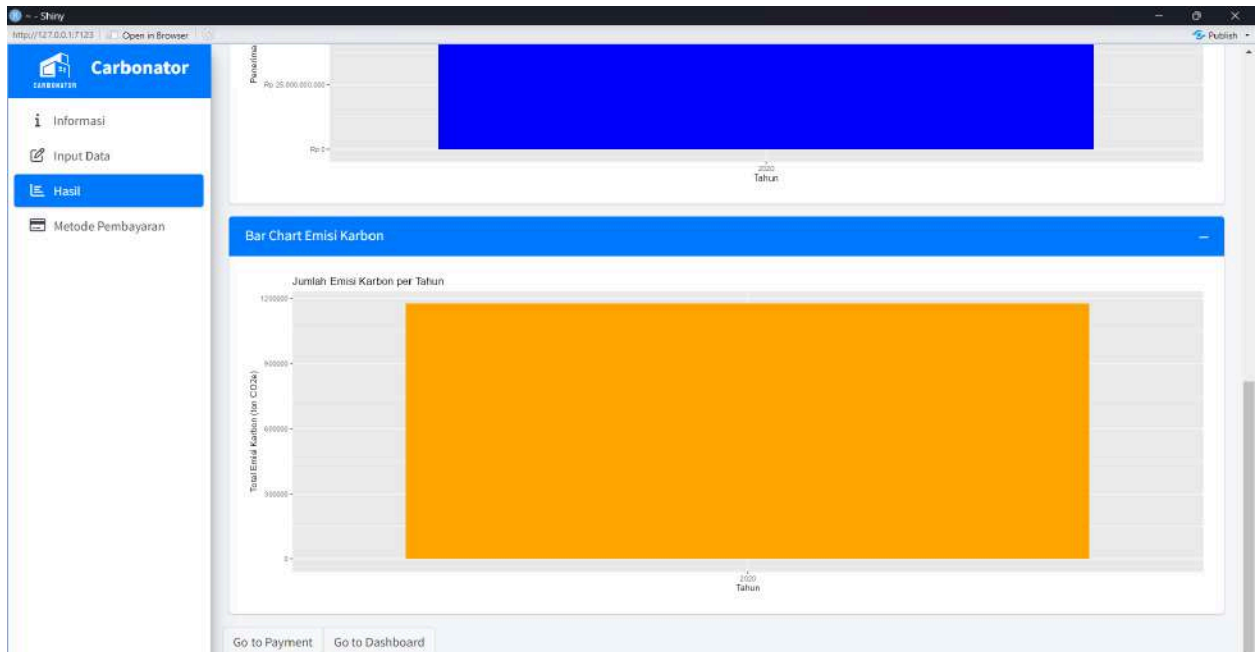 ~ - Shiny
http://127.0.0.1:7123 Open in Browser Publish
CARBONATOR Carbonator
Informasi
Input Data
Hasil
Metode Pembayaran
Penerima
Rp 25.000.000.000
Rp 0
2020
Tahun
Bar Chart Emisi Karbon
Jumlah Emisi Karbon per Tahun
1200000
900000
600000
300000
0
Total Emisi Karbon (ton CO2e)
2020
Tahun
Go to Payment Go to Dashboard